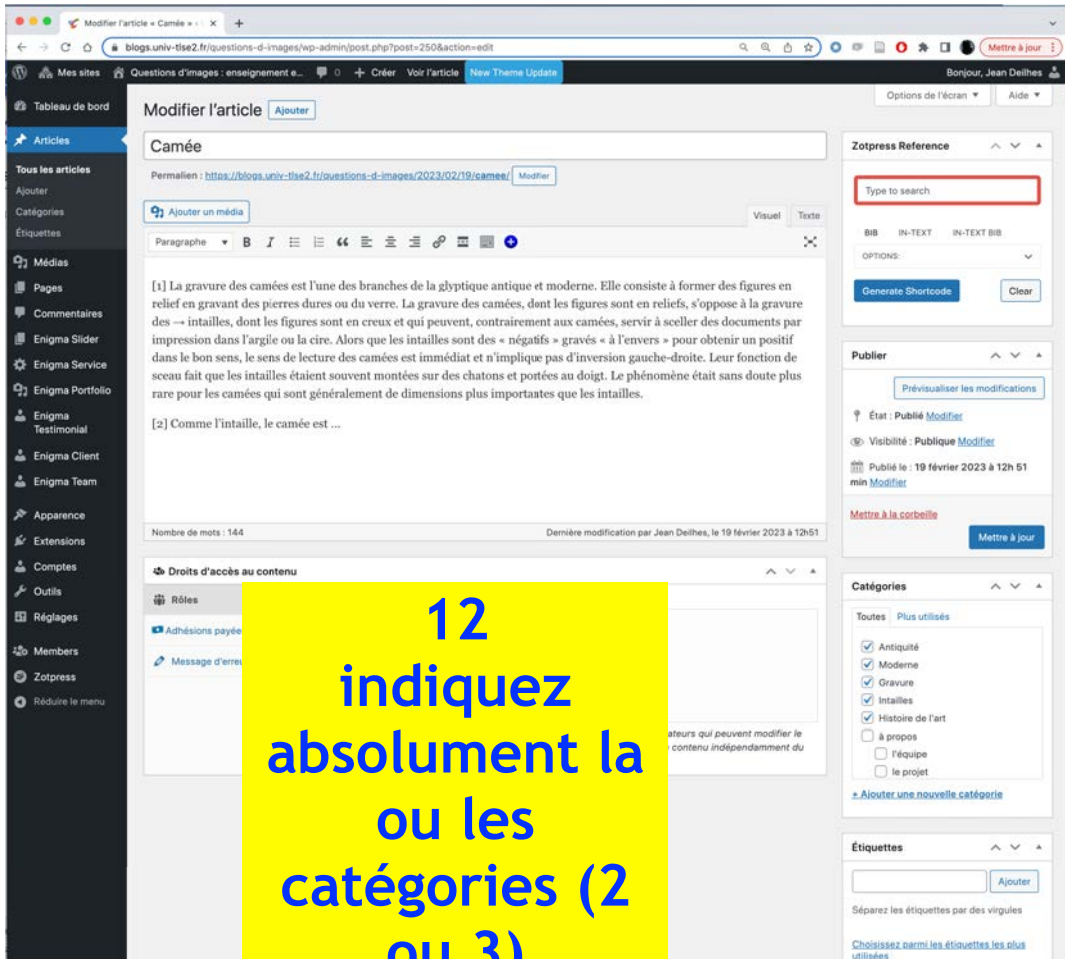 Modifier l'article « Camée » ‹
blogs.univ-tlse2.fr/questions-d-images/wp-admin/post.php?post=250&action=edit
Mettre à jour
Mes sites
Questions d'images : enseignement e...
0
+ Créer
Voir l'article
New Theme Update
Bonjour, Jean Deilhes
Tableau de bord
Articles
Tous les articles
Ajouter
Catégories
Étiquettes
Médias
Pages
Commentaires
Enigma Slider
Enigma Service
Enigma Portfolio
Enigma
Testimonial
Enigma Client
Enigma Team
Apparence
Extensions
Comptes
Outils
Réglages
Members
Zotpress
Réduire le menu
Options de l'écran
Aide
Modifier l'article
Ajouter
Camée
Permalien : https://blogs.univ-tlse2.fr/questions-d-images/2023/02/19/camee/ Modifier
Ajouter un média
Visuel
Texte
Paragraphe
B I
[1] La gravure des camées est l'une des branches de la glyptique antique et moderne. Elle consiste à former des figures en
relief en gravant des pierres dures ou du verre. La gravure des camées, dont les figures sont en reliefs, s'oppose à la gravure
des → intailles, dont les figures sont en creux et qui peuvent, contrairement aux camées, servir à sceller des documents par
impression dans l'argile ou la cire. Alors que les intailles sont des « négatifs » gravés « à l'envers » pour obtenir un positif
dans le bon sens, le sens de lecture des camées est immédiat et n'implique pas d'inversion gauche-droite. Leur fonction de
sceau fait que les intailles étaient souvent montées sur des chatons et portées au doigt. Le phénomène était sans doute plus
rare pour les camées qui sont généralement de dimensions plus importantes que les intailles.
[2] Comme l'intaille, le camée est ...
Nombre de mots : 144
Dernière modification par Jean Deilhes, le 19 février 2023 à 12h51
Droits d'accès au contenu
Rôles
Adhésions payée
Message d'erreu
ateurs qui peuvent modifier le
contenu indépendamment du
12
indiquez
absolument la
ou les
catégories (2
ou 3)
Zotpress Reference
Type to search
BIB
IN-TEXT
IN-TEXT BIB
OPTIONS:
Generate Shortcode
Clear
Publier
Prévisualiser les modifications
État : Publié Modifier
Visibilité : Publique Modifier
Publié le : 19 février 2023 à 12h 51
min Modifier
Mettre à la corbeille
Mettre à jour
Catégories
Toutes
Plus utilisés
Antiquité
Moderne
Gravure
Intailles
Histoire de l'art
à propos
l'équipe
le projet
+ Ajouter une nouvelle catégorie
Étiquettes
Ajouter
Séparez les étiquettes par des virgules
Choisissez parmi les étiquettes les plus
utilisées